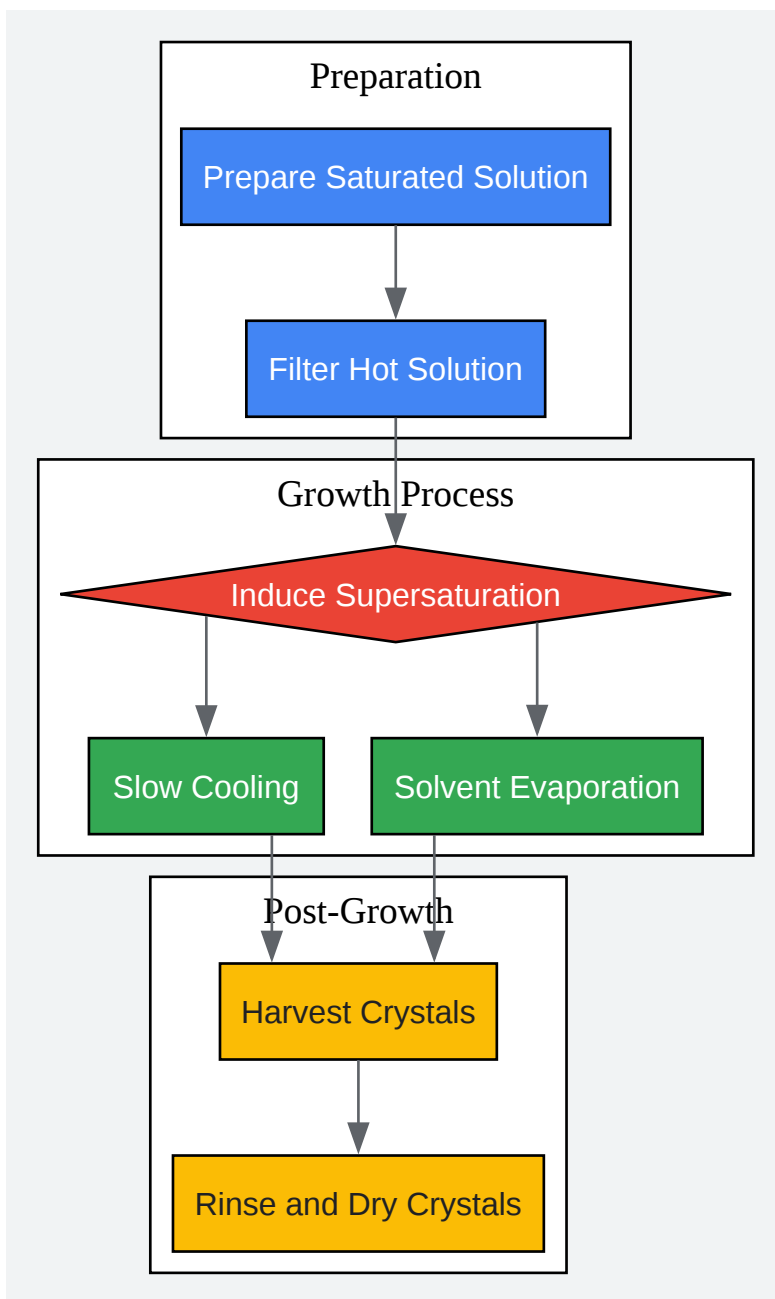 Preparation
Prepare Saturated Solution
Filter Hot Solution
Growth Process
Induce Supersaturation
Slow Cooling
Solvent Evaporation
Post-Growth
Harvest Crystals
Rinse and Dry Crystals